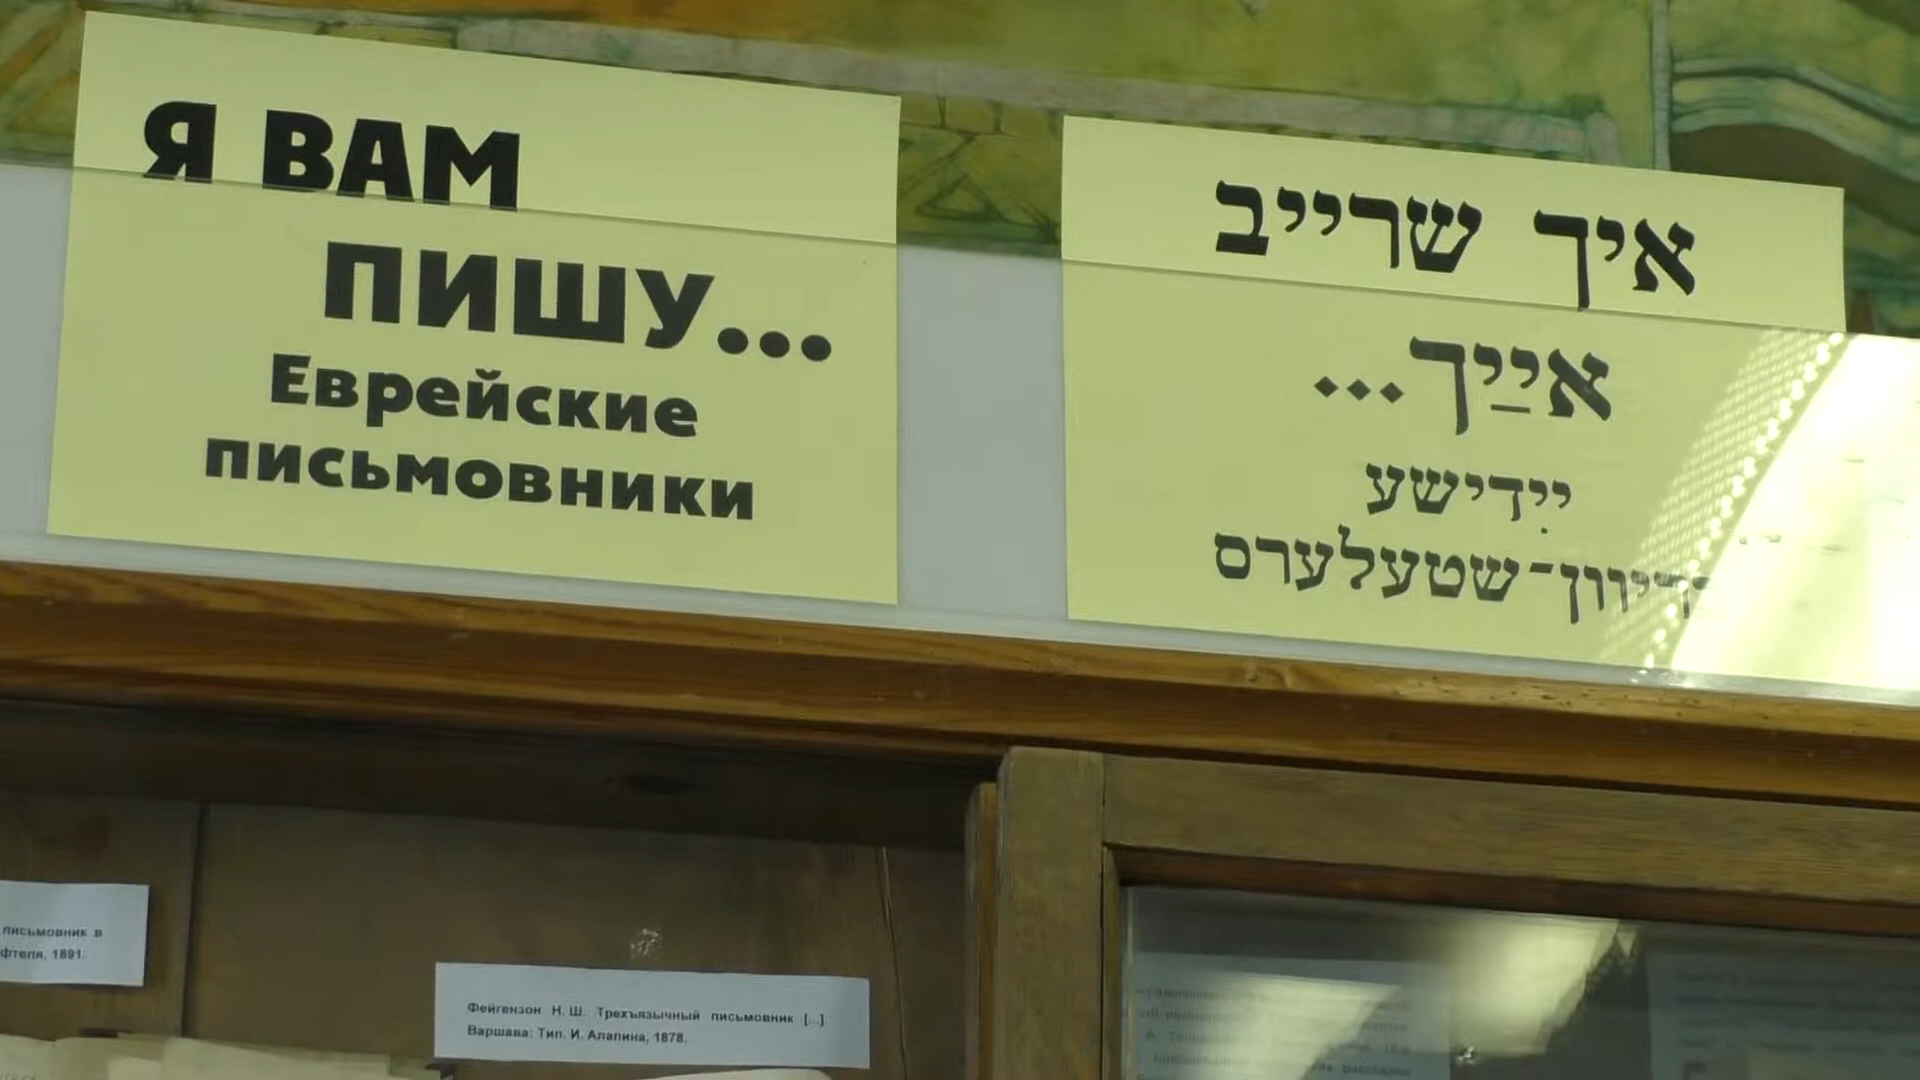 Я ВАМ
ПИШУ...
Еврейские
письмовники
איך שרייב
אײַך...
ייִדישע
שטעלערס
письмовник в
фтеля, 1891.
Фейгензон Н. Ш. Трехъязычный письмовник [...]
Варшава: Тип. И. Алапина, 1878.